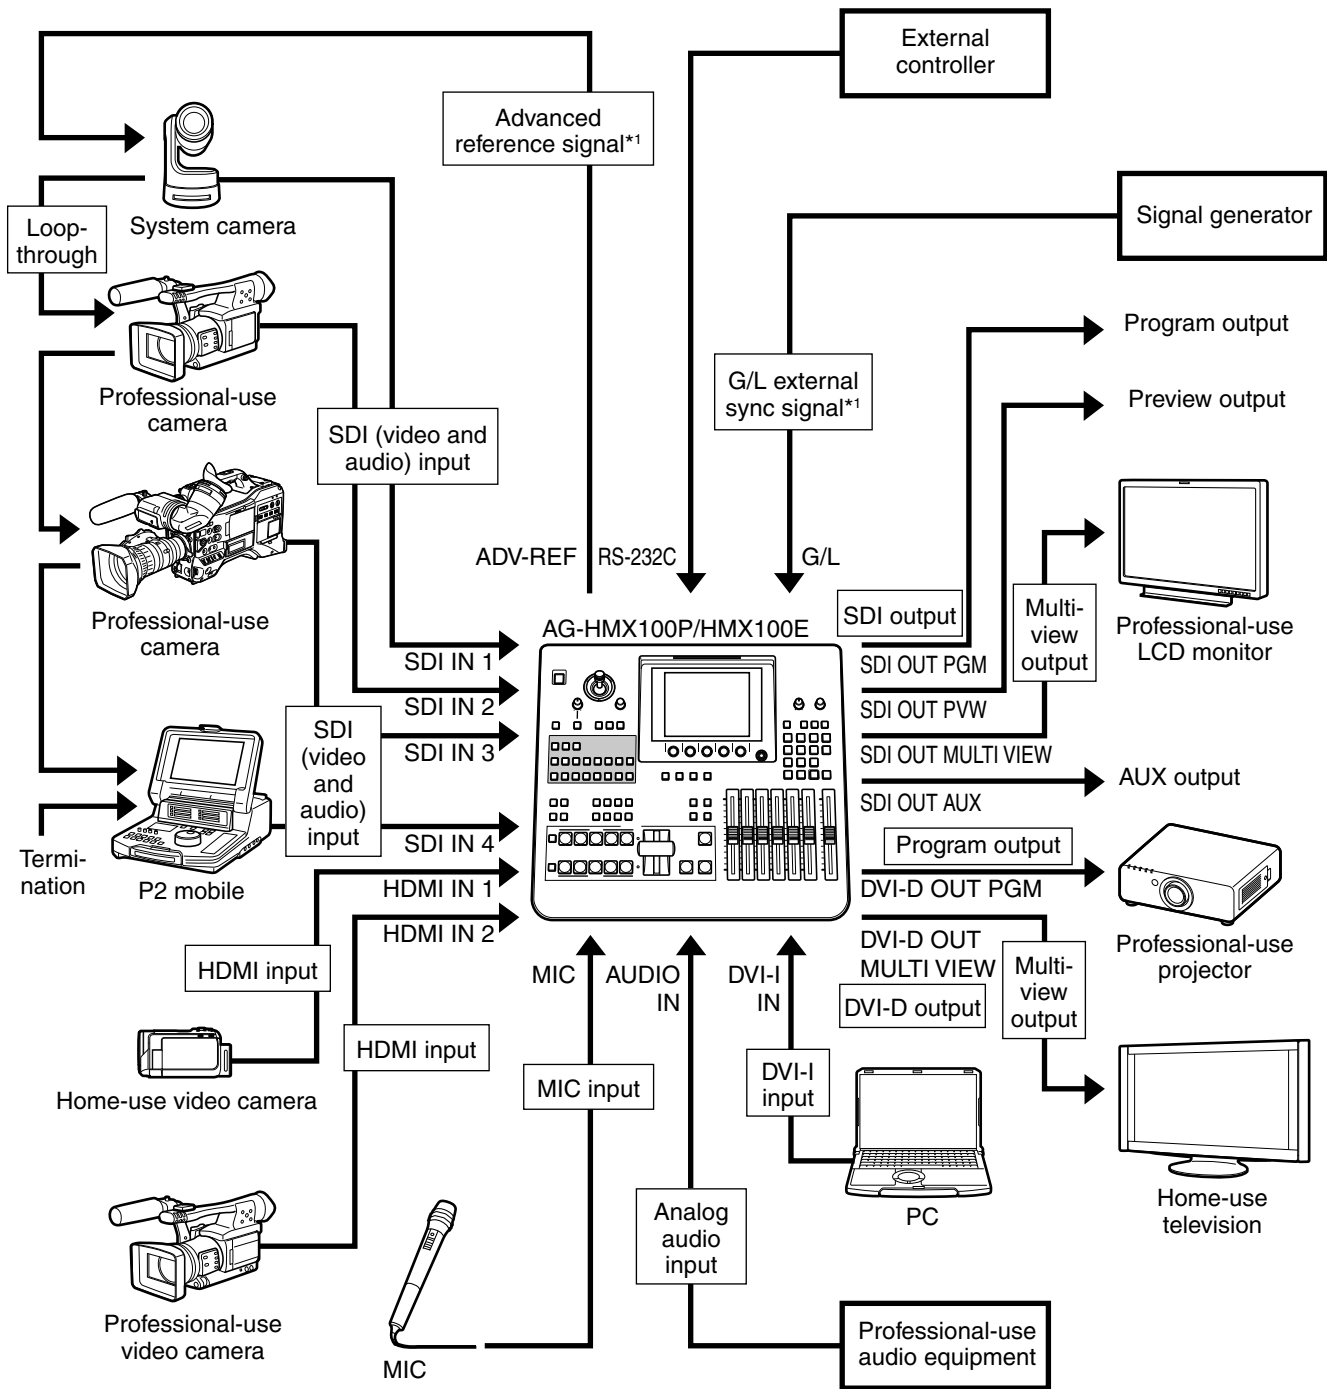 External
controller
Advanced
reference signal*1
System camera
Loop-
through
Signal generator
Professional-use
camera
SDI (video and
audio) input
G/L external
sync signal*1
Program output
Preview output
Professional-use
camera
ADV-REF
RS-232C
G/L
AG-HMX100P/HMX100E
SDI output
Multi-
view
output
Professional-use
LCD monitor
SDI IN 1
SDI IN 2
SDI IN 3
SDI
(video
and
audio)
input
SDI IN 4
HDMI IN 1
HDMI IN 2
SDI OUT PGM
SDI OUT PVW
SDI OUT MULTI VIEW
SDI OUT AUX
AUX output
Program output
DVI-D OUT PGM
DVI-D OUT
MULTI VIEW
DVI-D output
Multi-
view
output
Professional-use
projector
Termi-
nation
P2 mobile
HDMI input
HDMI input
Home-use video camera
MIC
AUDIO
IN
DVI-I
IN
MIC input
DVI-I
input
PC
Home-use
television
Analog
audio
input
Professional-use
video camera
MIC
Professional-use
audio equipment